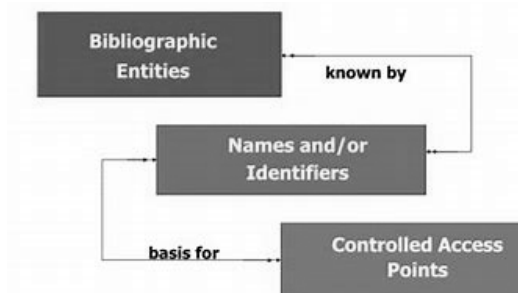 Bibliographic
Entities
known by
Names and/or
Identifiers
basis for
Controlled Access
Points